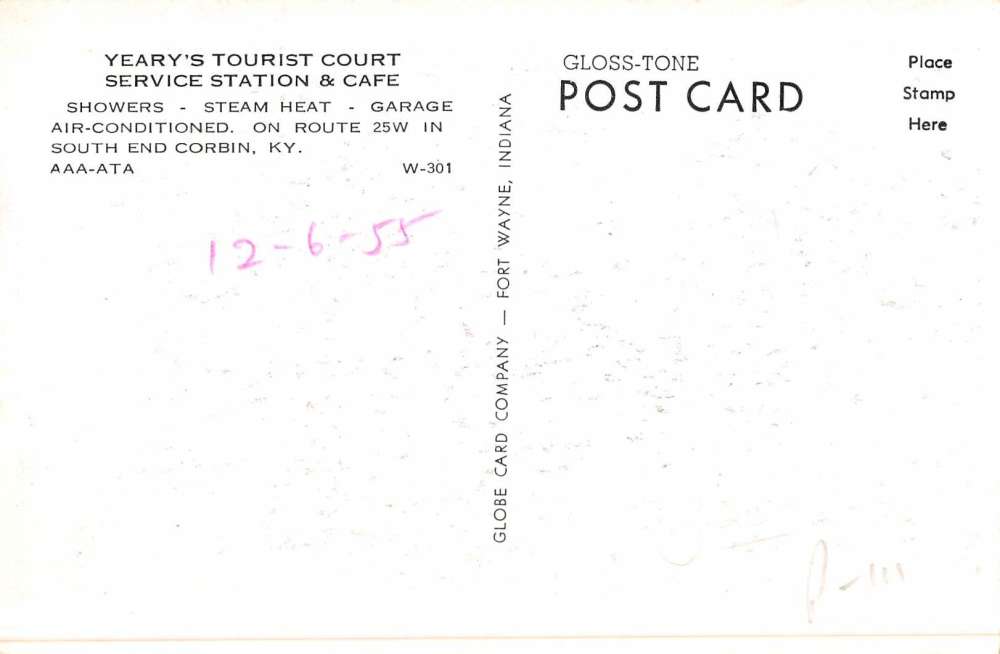 YEARY'S TOURIST COURT
SERVICE STATION & CAFE
SHOWERS - STEAM HEAT - GARAGE
AIR-CONDITIONED. ON ROUTE 25W IN
SOUTH END CORBIN, KY.
AAA-ATA W-301
12-6-55
GLOBE CARD COMPANY — FORT WAYNE, INDIANA
GLOSS-TONE
POST CARD
Place
Stamp
Here